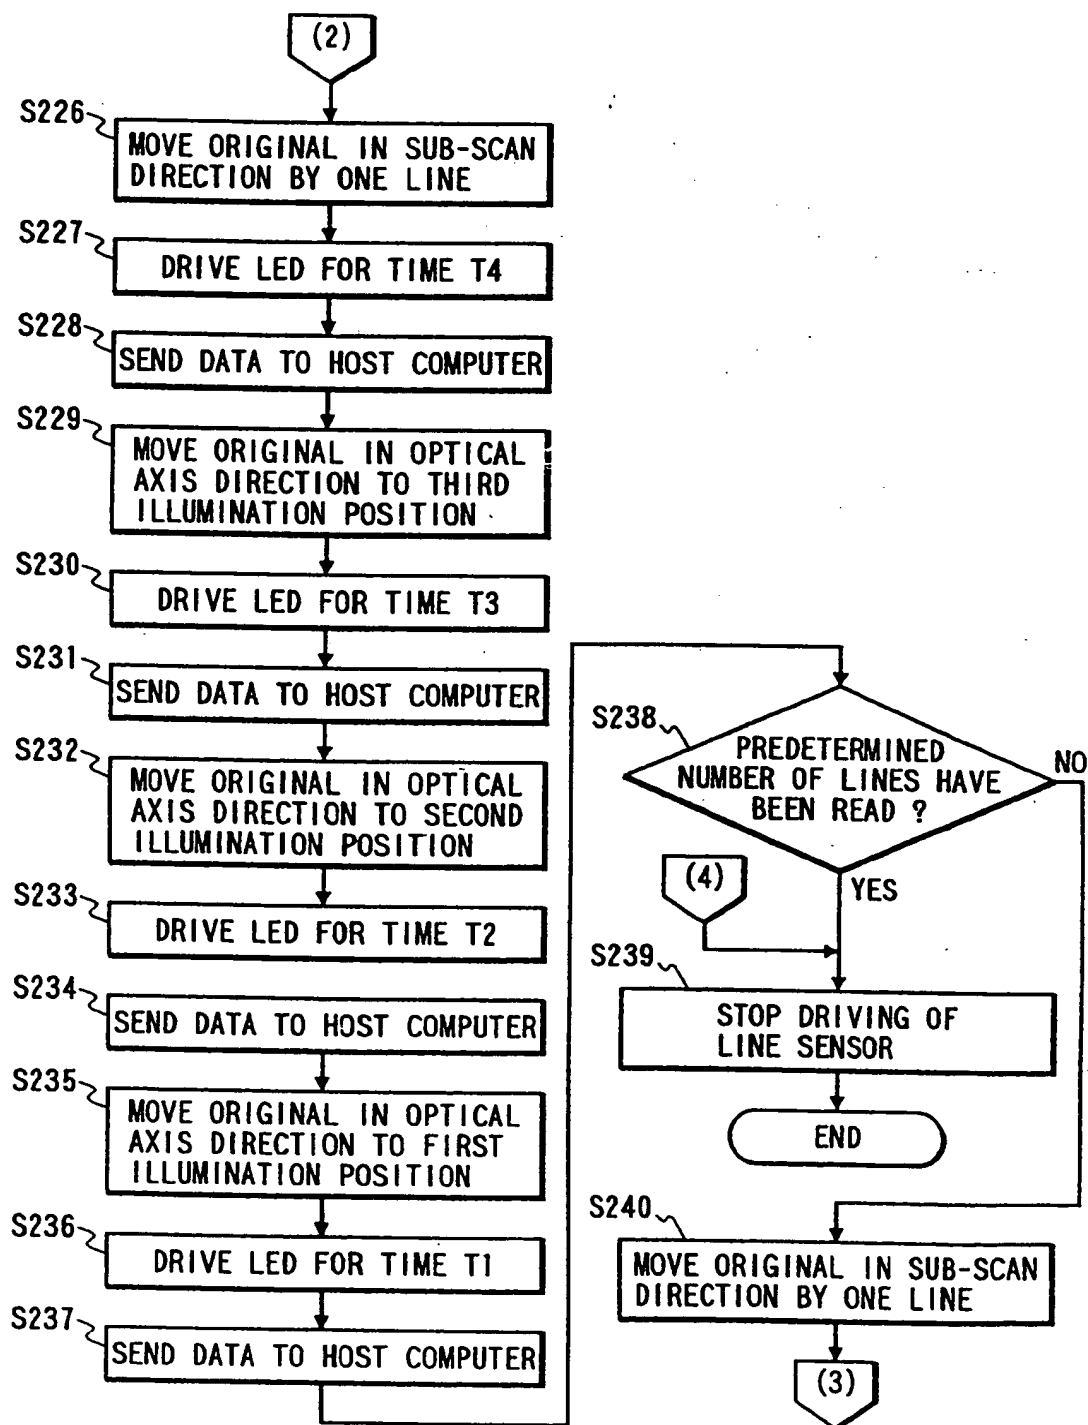 (2)
S226
MOVE ORIGINAL IN SUB-SCAN
DIRECTION BY ONE LINE
S227
DRIVE LED FOR TIME T4
S228
SEND DATA TO HOST COMPUTER
S229
MOVE ORIGINAL IN OPTICAL
AXIS DIRECTION TO THIRD
ILLUMINATION POSITION
S230
DRIVE LED FOR TIME T3
S231
SEND DATA TO HOST COMPUTER
S232
MOVE ORIGINAL IN OPTICAL
AXIS DIRECTION TO SECOND
ILLUMINATION POSITION
S233
DRIVE LED FOR TIME T2
S234
SEND DATA TO HOST COMPUTER
S235
MOVE ORIGINAL IN OPTICAL
AXIS DIRECTION TO FIRST
ILLUMINATION POSITION
S236
DRIVE LED FOR TIME T1
S237
SEND DATA TO HOST COMPUTER
S238
PREDETERMINED
NUMBER OF LINES HAVE
BEEN READ ?
NO
YES
(4)
S239
STOP DRIVING OF
LINE SENSOR
END
S240
MOVE ORIGINAL IN SUB-SCAN
DIRECTION BY ONE LINE
(3)